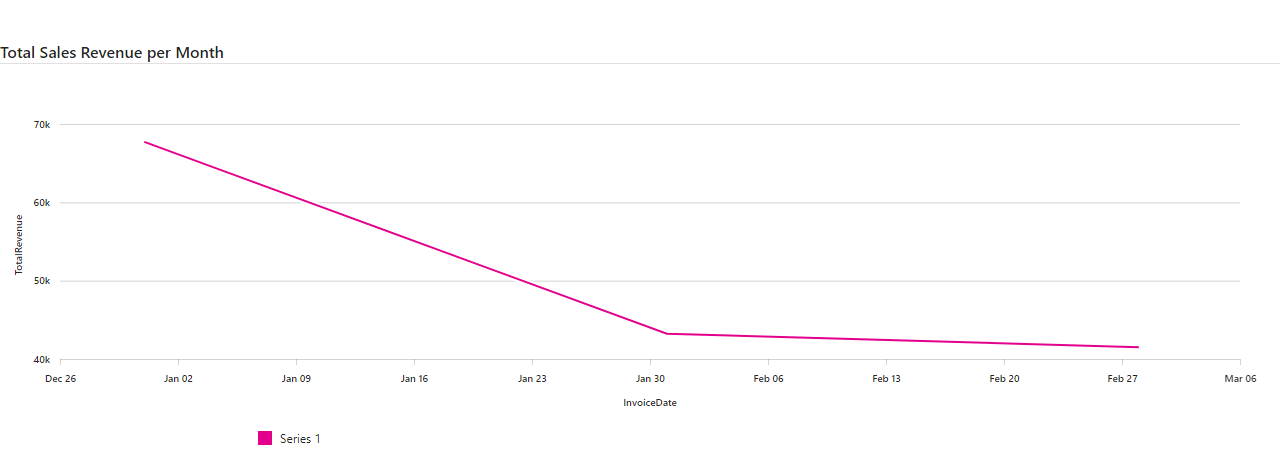 Total Sales Revenue per Month
70k
60k
50k
40k
TotalRevenue
Dec 26 Jan 02 Jan 09 Jan 16 Jan 23 Jan 30 Feb 06 Feb 13 Feb 20 Feb 27 Mar 06
InvoiceDate
Series 1